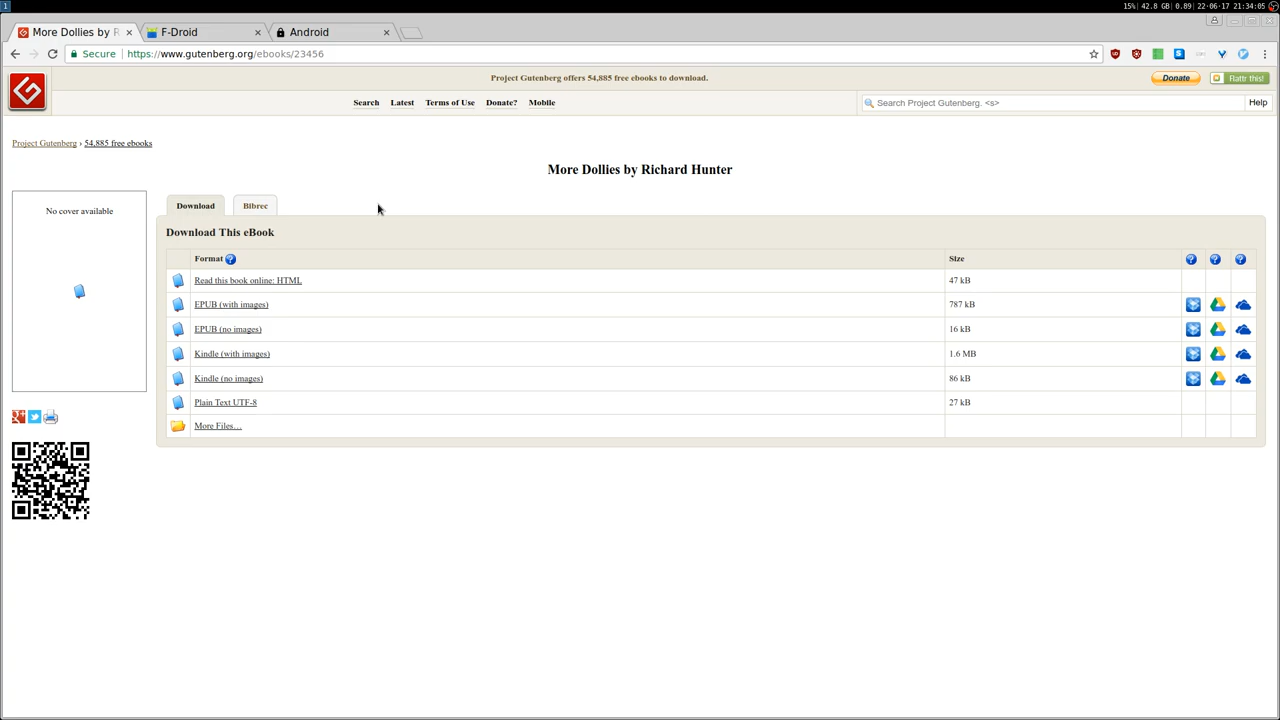 1
15%| 42.8 GB | 0.89 | 22-06-17 | 21:34:05
More Dollies by R
F-Droid
Android
Secure https://www.gutenberg.org/ebooks/23456
Project Gutenberg offers 54,885 free ebooks to download.
Donate
Flattr this!
Search Latest Terms of Use Donate? Mobile
Search Project Gutenberg. <s>
Help
Project Gutenberg › 54,885 free ebooks
More Dollies by Richard Hunter
No cover available
Download Bibrec
Download This eBook
Format ? Size ? ? ?
Read this book online: HTML 47 kB
EPUB (with images) 787 kB
EPUB (no images) 16 kB
Kindle (with images) 1.6 MB
Kindle (no images) 86 kB
Plain Text UTF-8 27 kB
More Files…